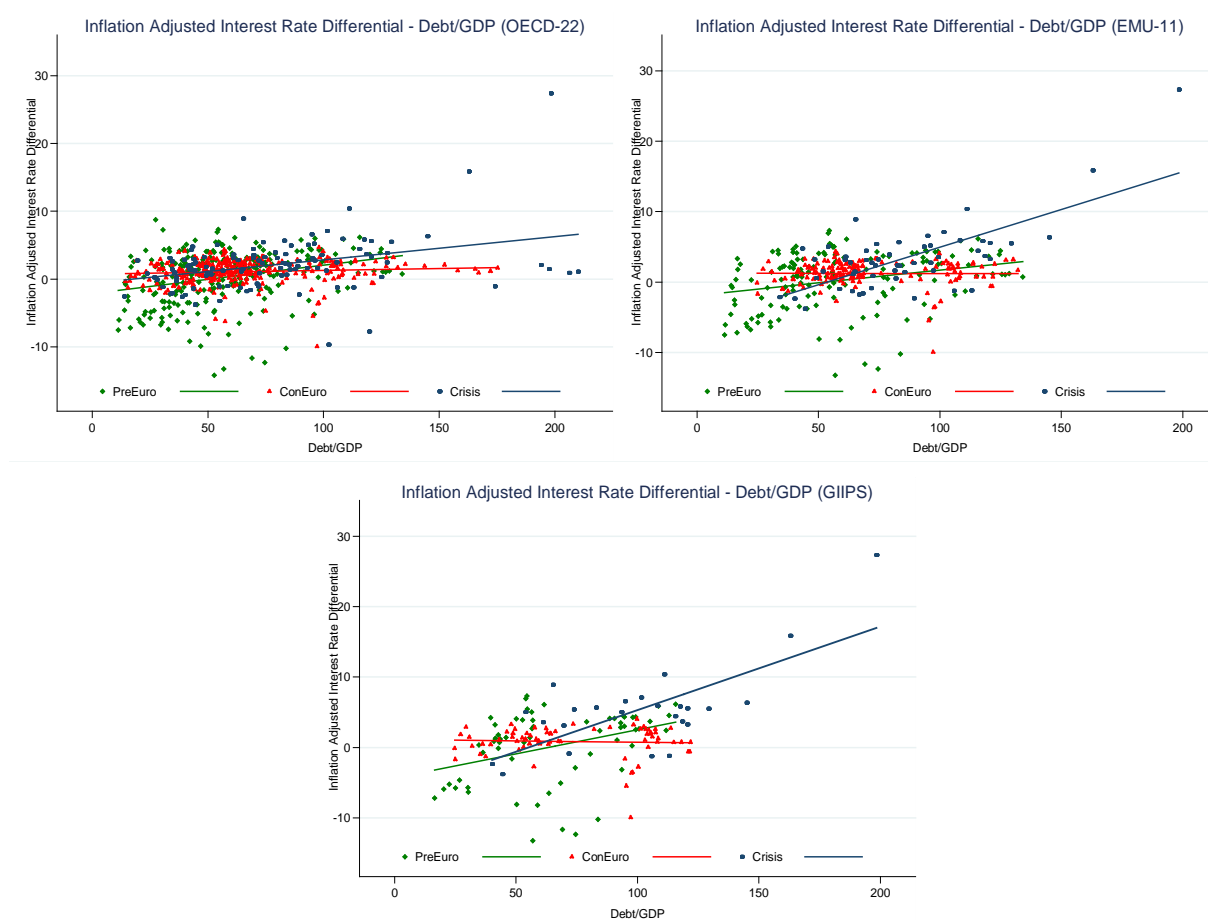 Inflation Adjusted Interest Rate Differential - Debt/GDP (OECD-22)
Inflation Adjusted Interest Rate Differential
30
20
10
0
-10
PreEuro ConEuro Crisis
0 50 100 150 200
Debt/GDP
Inflation Adjusted Interest Rate Differential - Debt/GDP (EMU-11)
Inflation Adjusted Interest Rate Differential
30
20
10
0
-10
PreEuro ConEuro Crisis
0 50 100 150 200
Debt/GDP
Inflation Adjusted Interest Rate Differential - Debt/GDP (GIIPS)
Inflation Adjusted Interest Rate Differential
30
20
10
0
-10
PreEuro ConEuro Crisis
0 50 100 150 200
Debt/GDP